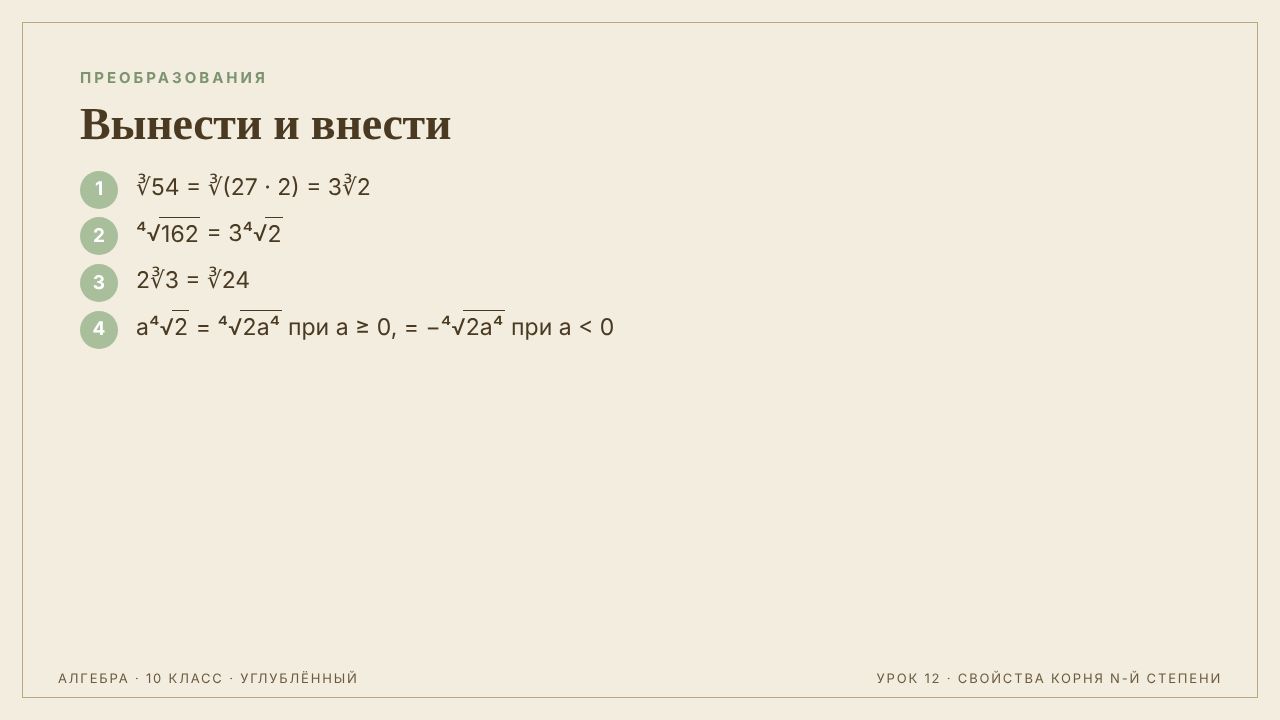 ПРЕОБРАЗОВАНИЯ
Вынести и внести
1 ∛54 = ∛(27 · 2) = 3∛2
2 ⁴√162 = 3⁴√2
3 2∛3 = ∛24
4 a⁴√2 = ⁴√2a⁴ при a ≥ 0, = −⁴√2a⁴ при a < 0
АЛГЕБРА · 10 КЛАСС · УГЛУБЛЁННЫЙ
УРОК 12 · СВОЙСТВА КОРНЯ N-Й СТЕПЕНИ